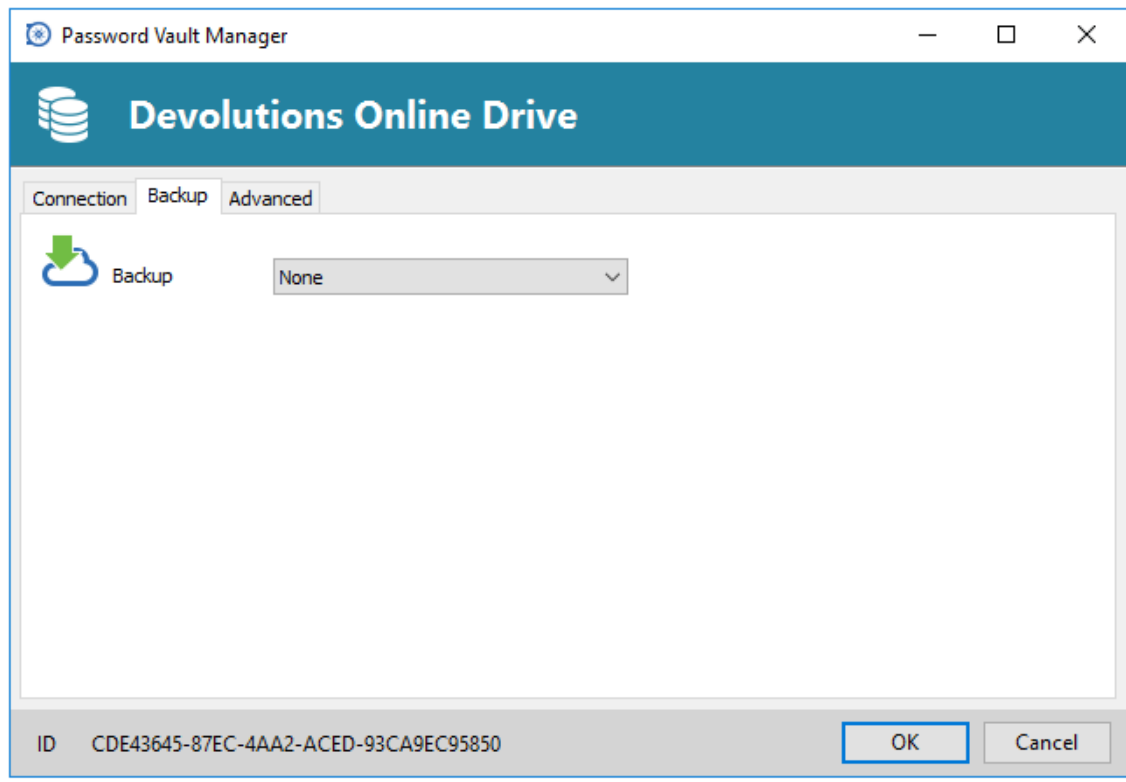 Password Vault Manager
Devolutions Online Drive
Connection Backup Advanced
Backup None
ID CDE43645-87EC-4AA2-ACED-93CA9EC95850 OK Cancel